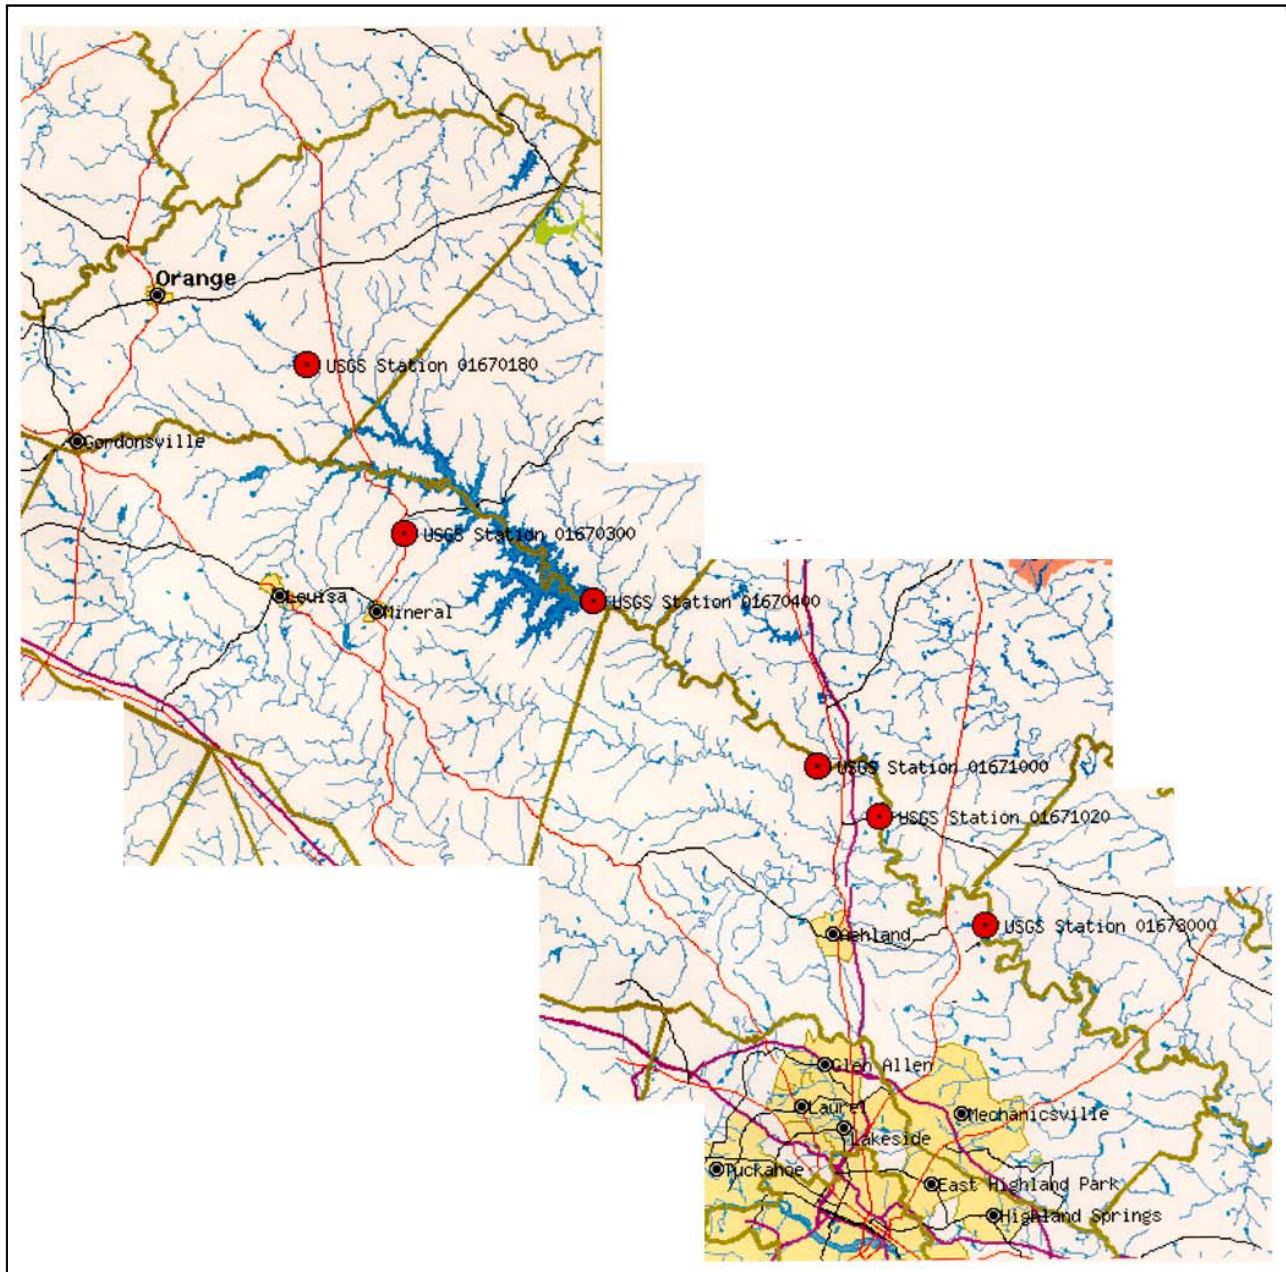 Orange
USGS Station 01670180
Gordonsville
USGS Station 01670300
Louisa
USGS Station 01670400
Mineral
USGS Station 01671000
USGS Station 01671020
USGS Station 01673000
Ashland
Glen Allen
Laurel
Mechanicsville
Lakeside
Tuckahoe
East Highland Park
Highland Springs